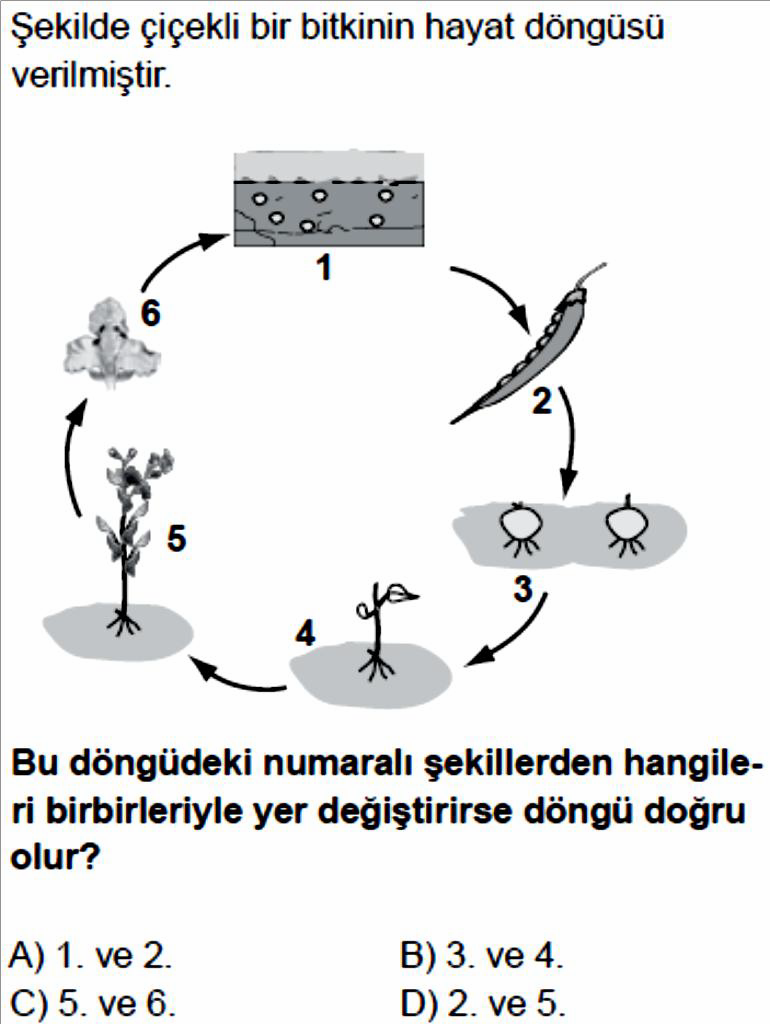 Şekilde çiçekli bir bitkinin hayat döngüsü
verilmiştir.
1
6
2
5
3
4
Bu döngüdeki numaralı şekillerden hangile-
ri birbirleriyle yer değiştirirse döngü doğru
olur?
A) 1. ve 2.
B) 3. ve 4.
C) 5. ve 6.
D) 2. ve 5.